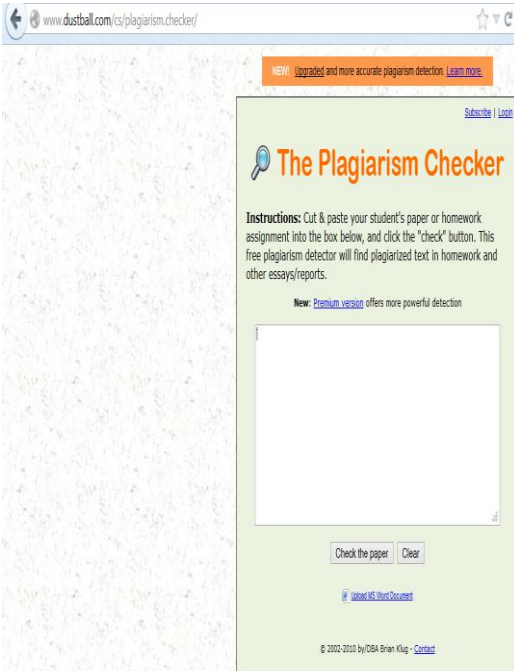 www.dustball.com/cs/plagiarism.checker/
NEW! Upgraded and more accurate plagiarism detection. Learn more.
Subscribe | Login
The Plagiarism Checker
Instructions: Cut & paste your student's paper or homework
assignment into the box below, and click the "check" button. This
free plagiarism detector will find plagiarized text in homework and
other essays/reports.
New: Premium version offers more powerful detection
Check the paper Clear
Upload MS Word Document
© 2002-2010 by/DBA Brian Klug - Contact